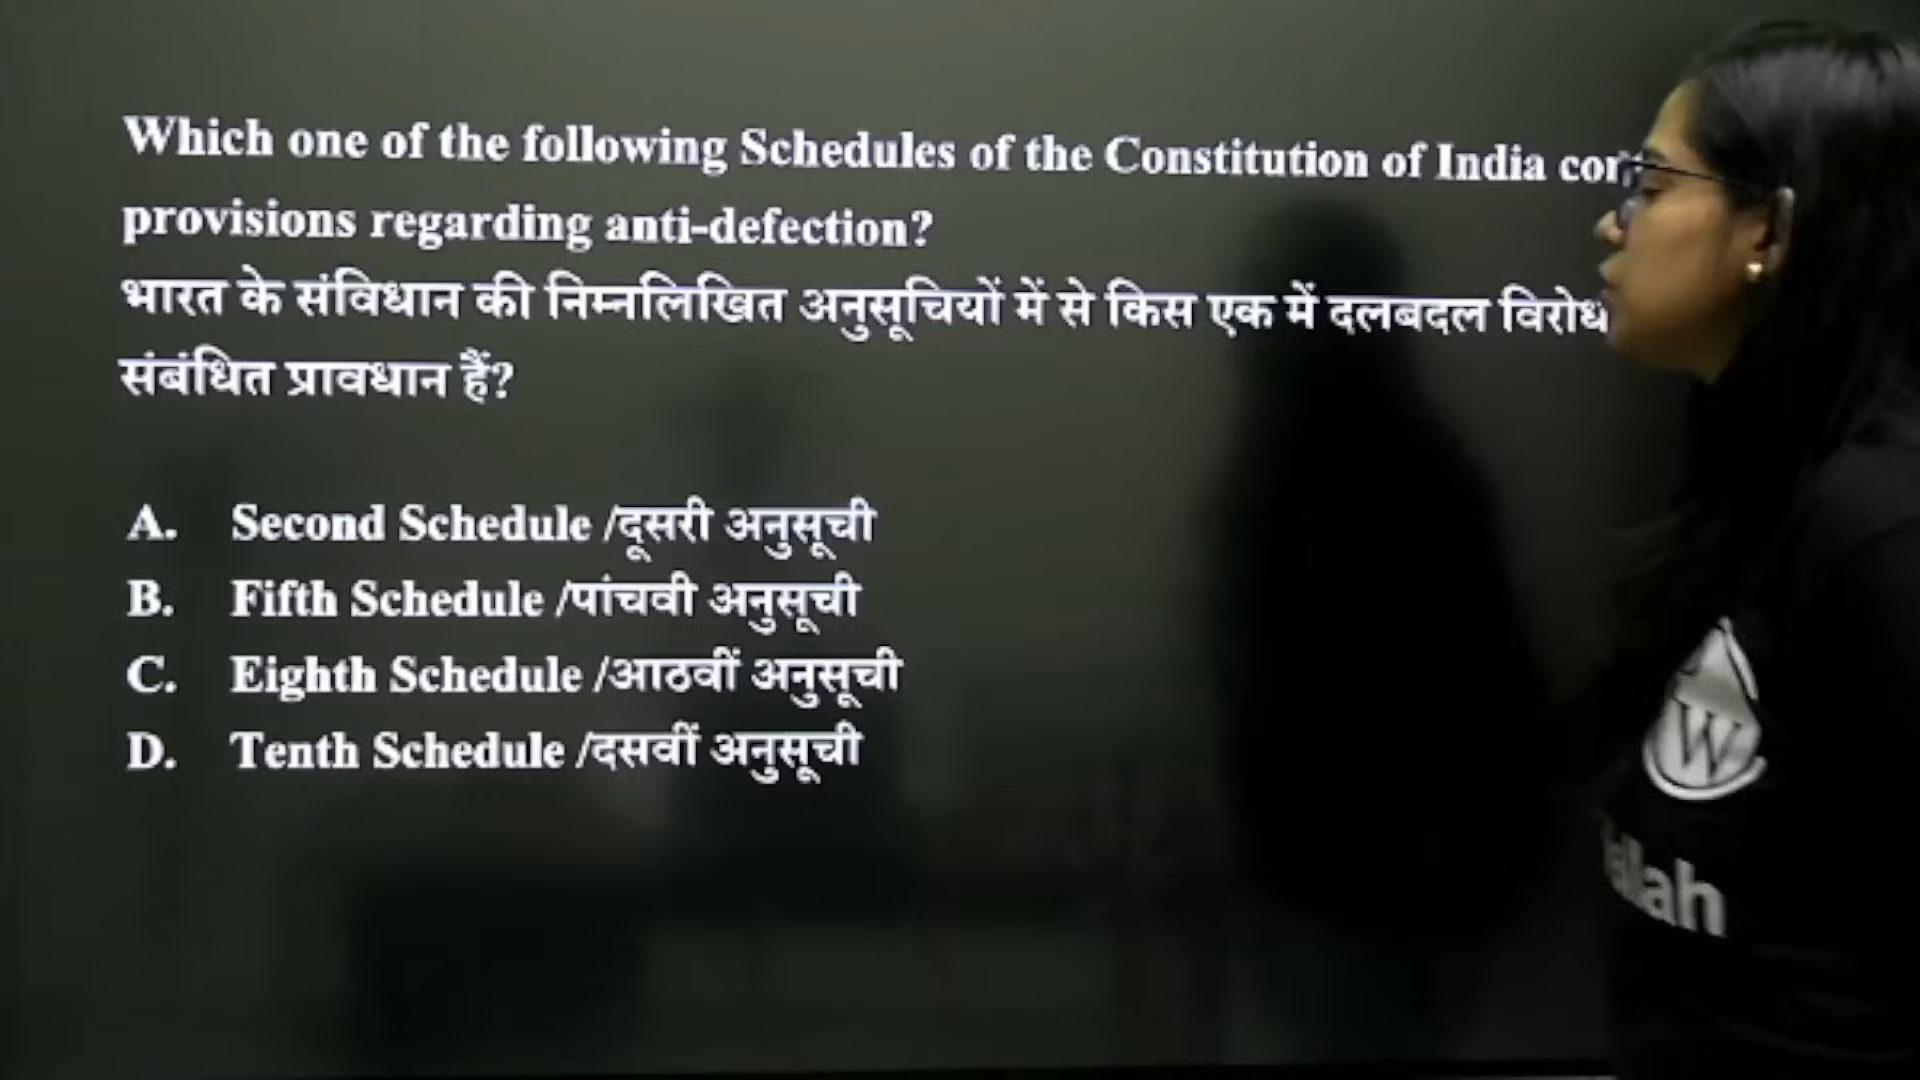 Which one of the following Schedules of the Constitution of India
provisions regarding anti-defection?
भारत के संविधान की निम्नलिखित अनुसूचियों में से किस एक में दलबदल
संबंधित प्रावधान हैं?
A. Second Schedule /दूसरी अनुसूची
B. Fifth Schedule /पांचवी अनुसूची
C. Eighth Schedule /आठवीं अनुसूची
D. Tenth Schedule /दसवीं अनुसूची
W